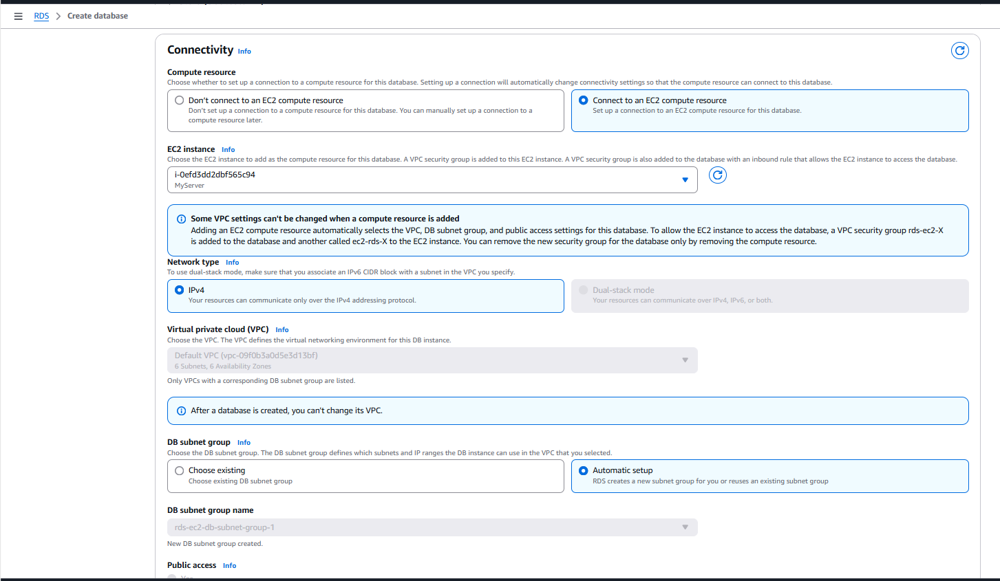 RDS > Create database
Connectivity Info
Compute resource
Choose whether to set up a connection to a compute resource for this database. Setting up a connection will automatically change connectivity settings so that the compute resource can connect to this database.
Don't connect to an EC2 compute resource
Don't set up a connection to a compute resource for this database. You can manually set up a connection to a
compute resource later.
Connect to an EC2 compute resource
Set up a connection to an EC2 compute resource for this database.
EC2 instance Info
Choose the EC2 instance to add as the compute resource for this database. A VPC security group is added to this EC2 instance. A VPC security group is also added to the database with an inbound rule that allows the EC2 instance to access the database.
i-0efd3dd2dbf565c94
MyServer
Some VPC settings can't be changed when a compute resource is added
Adding an EC2 compute resource automatically selects the VPC, DB subnet group, and public access settings for this database. To allow the EC2 instance to access the database, a VPC security group rds-ec2-X
is added to the database and another called ec2-rds-X to the EC2 instance. You can remove the new security group for the database only by removing the compute resource.
Network type Info
To use dual-stack mode, make sure that you associate an IPv6 CIDR block with a subnet in the VPC you specify.
IPv4
Your resources can communicate only over the IPv4 addressing protocol.
Dual-stack mode
Your resources can communicate over IPv4, IPv6, or both.
Virtual private cloud (VPC) Info
Choose the VPC. The VPC defines the virtual networking environment for this DB instance.
Default VPC (vpc-09f0b3a0d5e3d13bf)
6 Subnets, 6 Availability Zones
Only VPCs with a corresponding DB subnet group are listed.
After a database is created, you can't change its VPC.
DB subnet group Info
Choose the DB subnet group. The DB subnet group defines which subnets and IP ranges the DB instance can use in the VPC that you selected.
Choose existing
Choose existing DB subnet group
Automatic setup
RDS creates a new subnet group for you or reuses an existing subnet group
DB subnet group name
rds-ec2-db-subnet-group-1
New DB subnet group created.
Public access Info